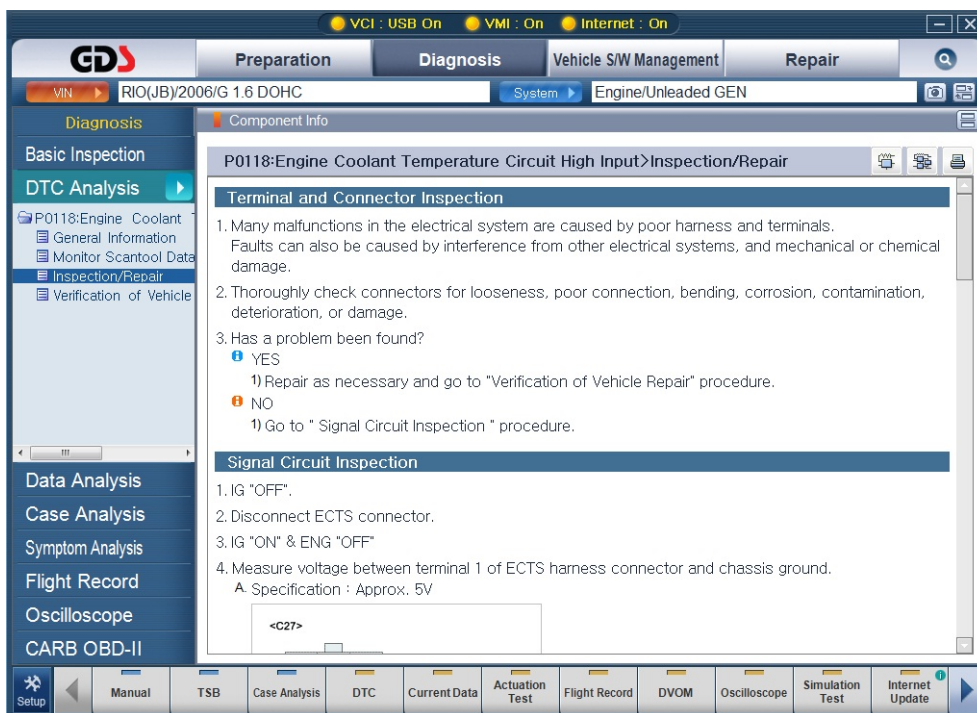 VCI : USB On VMI : On Internet : On
GDS Preparation Diagnosis Vehicle S/W Management Repair
VIN RIO(JB)/2006/G 1.6 DOHC System Engine/Unleaded GEN
Diagnosis
Component Info
Basic Inspection
DTC Analysis
P0118:Engine Coolant
General Information
Monitor Scantool Data
Inspection/Repair
Verification of Vehicle
Data Analysis
Case Analysis
Symptom Analysis
Flight Record
Oscilloscope
CARB OBD-II
P0118:Engine Coolant Temperature Circuit High Input>Inspection/Repair
Terminal and Connector Inspection
1. Many malfunctions in the electrical system are caused by poor harness and terminals.
Faults can also be caused by interference from other electrical systems, and mechanical or chemical
damage.
2. Thoroughly check connectors for looseness, poor connection, bending, corrosion, contamination,
deterioration, or damage.
3. Has a problem been found?
YES
1) Repair as necessary and go to "Verification of Vehicle Repair" procedure.
NO
1) Go to " Signal Circuit Inspection " procedure.
Signal Circuit Inspection
1. IG "OFF".
2. Disconnect ECTS connector.
3. IG "ON" & ENG "OFF"
4. Measure voltage between terminal 1 of ECTS harness connector and chassis ground.
A. Specification : Approx. 5V
<C27>
Setup Manual TSB Case Analysis DTC Current Data Actuation Test Flight Record DVOM Oscilloscope Simulation Test Internet Update